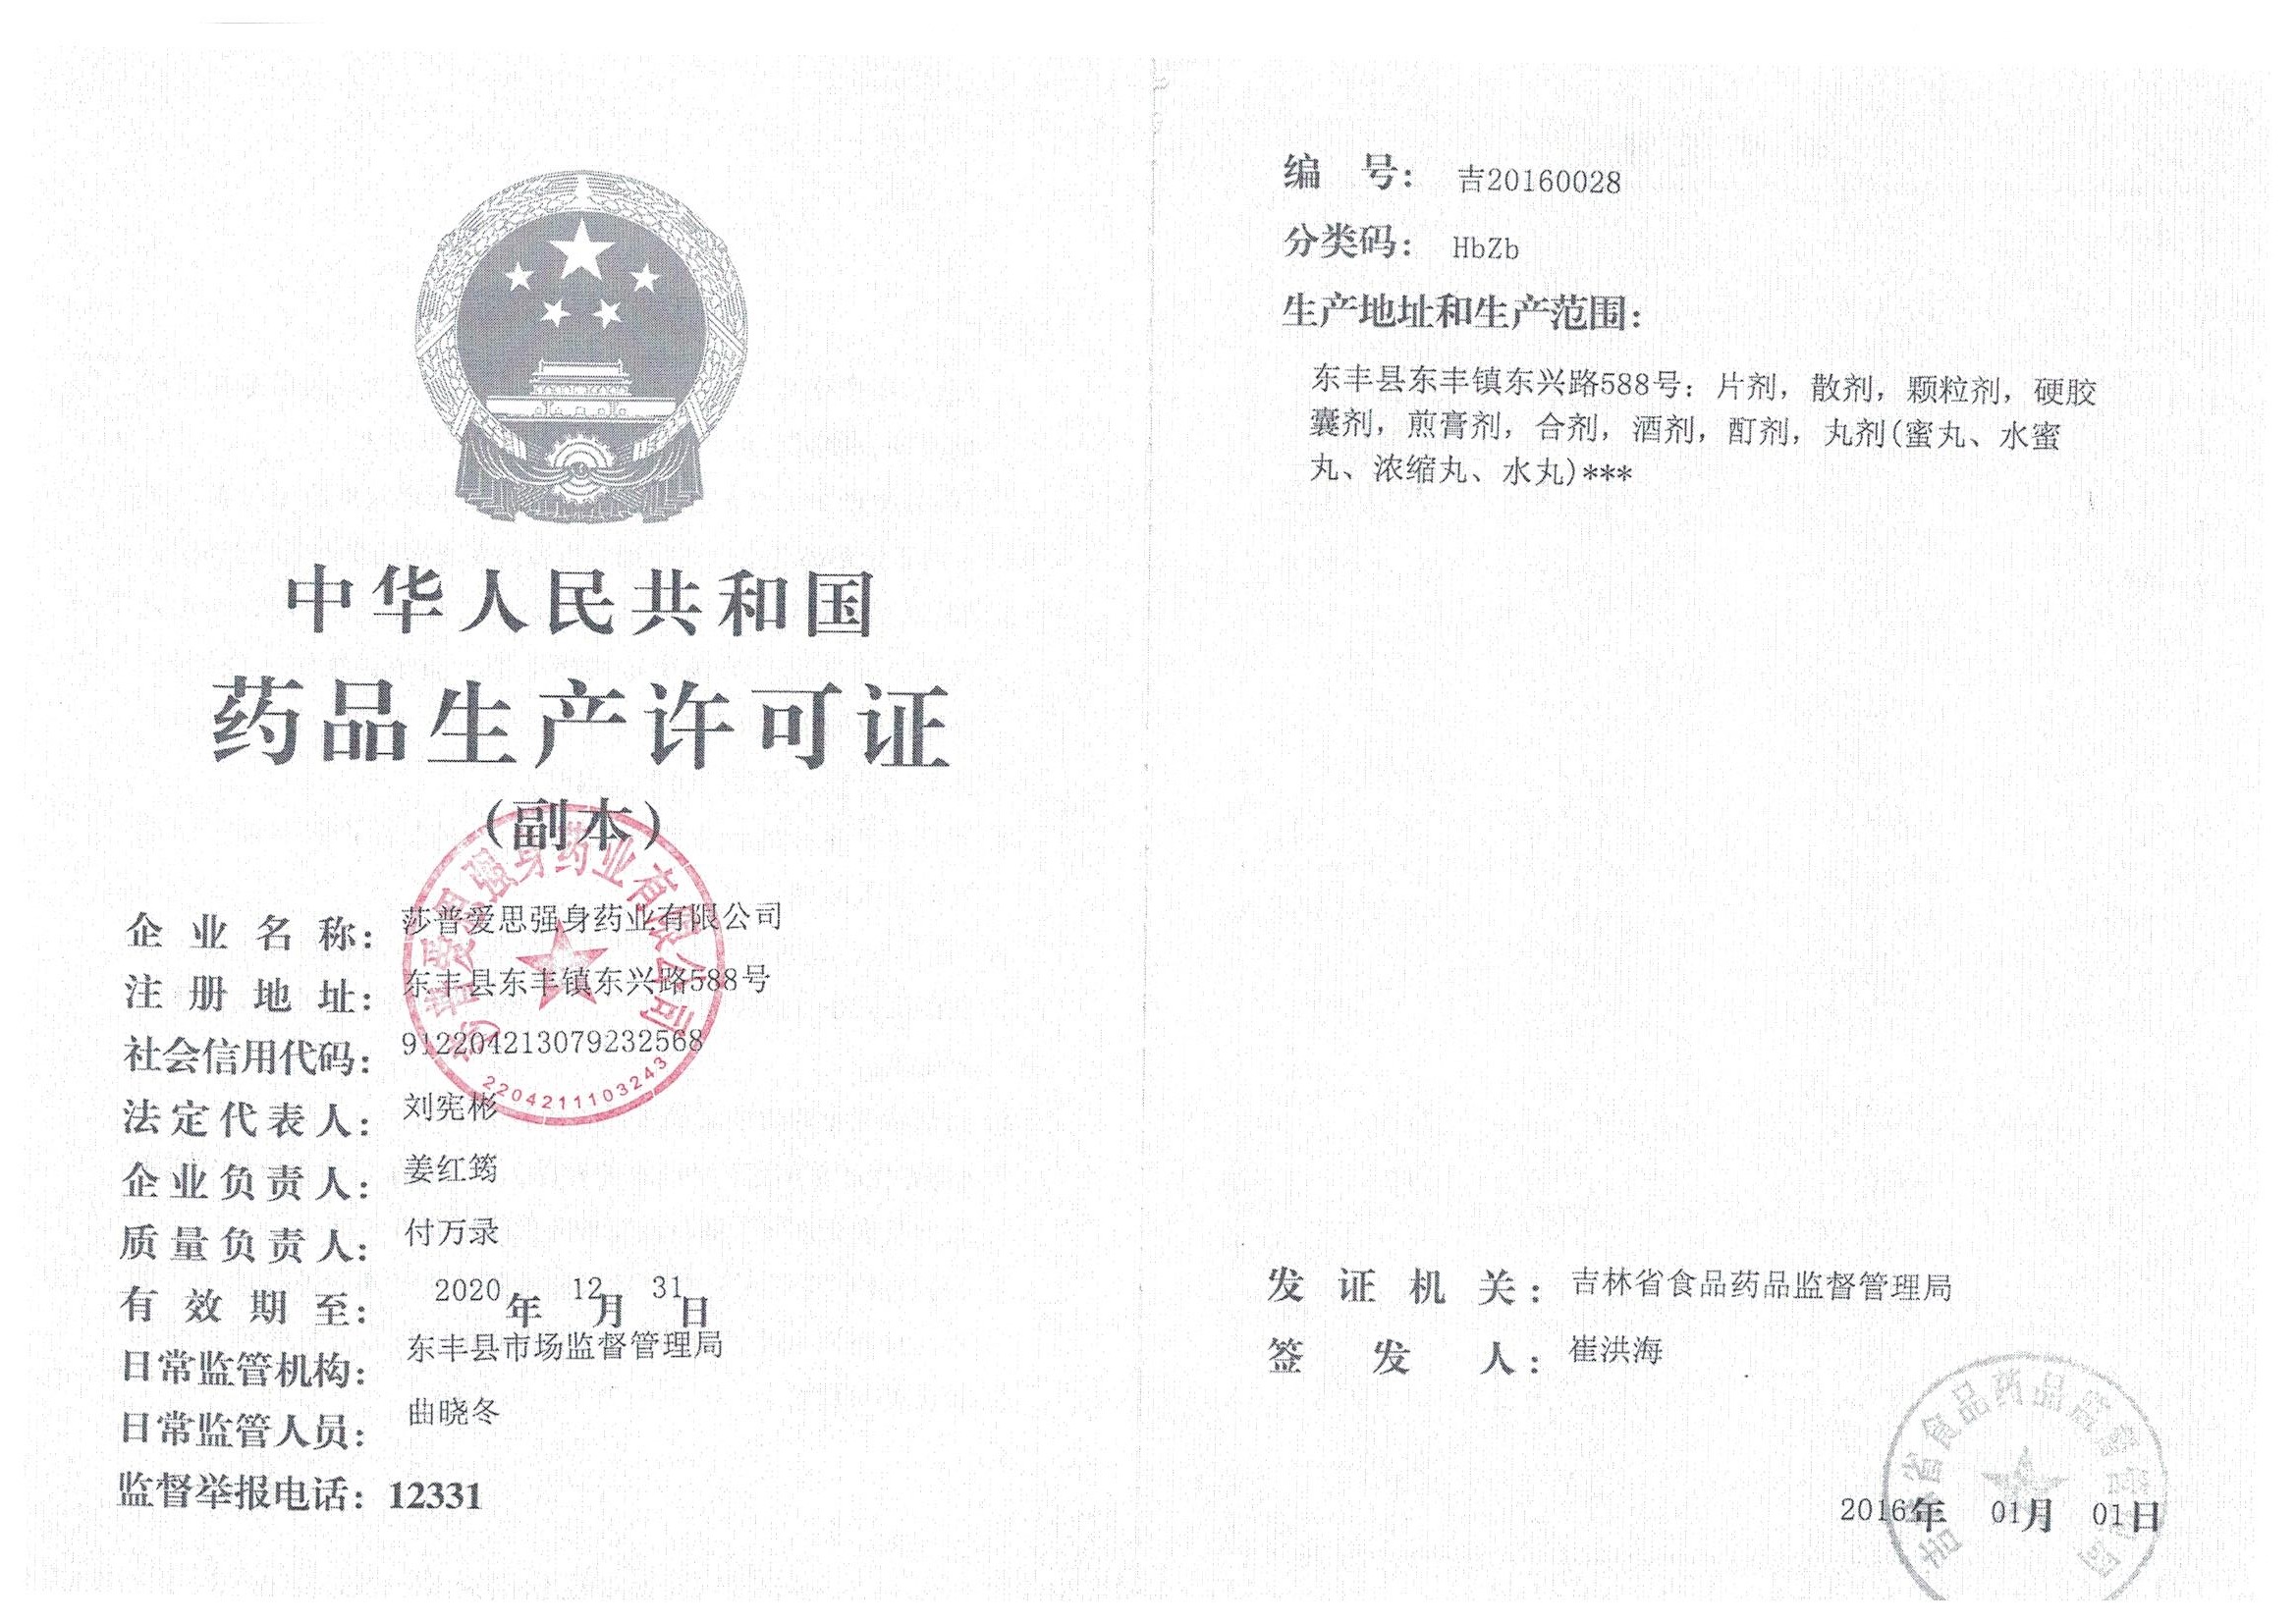 中华人民共和国
药品生产许可证
(副本)
企业名称: 莎普爱思强身药业有限公司
注册地址: 东丰县东丰镇东兴路588号
社会信用代码: 912204213079232568
法定代表人: 刘宪彬
企业负责人: 姜红筠
质量负责人: 付万录
有效期至: 2020年 12月 31日
日常监管机构: 东丰县市场监督管理局
日常监管人员: 曲晓冬
监督举报电话: 12331
莎普爱思强身药业有限公司
2204211103243
编 号: 吉20160028
分类码: HbZb
生产地址和生产范围:
东丰县东丰镇东兴路588号: 片剂, 散剂, 颗粒剂, 硬胶
囊剂, 煎膏剂, 合剂, 酒剂, 酊剂, 丸剂(蜜丸、水蜜
丸、浓缩丸、水丸)***
发证机关: 吉林省食品药品监督管理局
签发人: 崔洪海
2016年 01月 01日
吉林省食品药品监督管理局